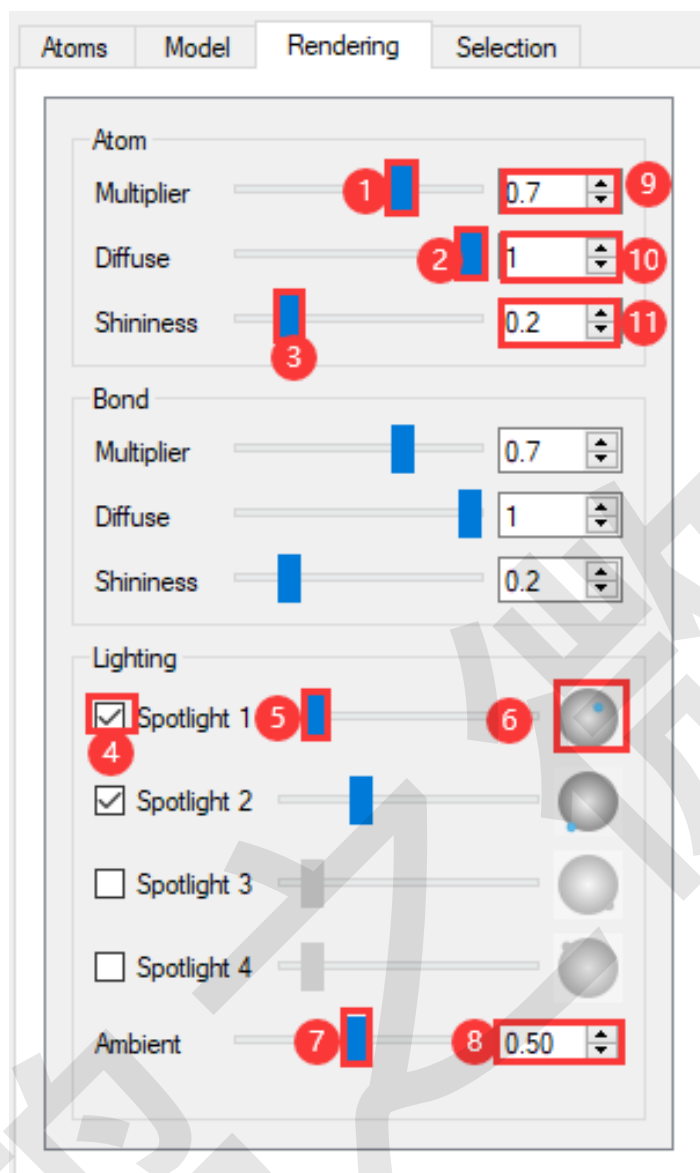 Atoms Model Rendering Selection
Atom
Multiplier 1 0.7 9
Diffuse 2 1 10
Shininess 0.2 11
3
Bond
Multiplier 0.7
Diffuse 1
Shininess 0.2
Lighting
Spotlight 1 5 6
4
Spotlight 2
Spotlight 3
Spotlight 4
Ambient 7 8 0.50